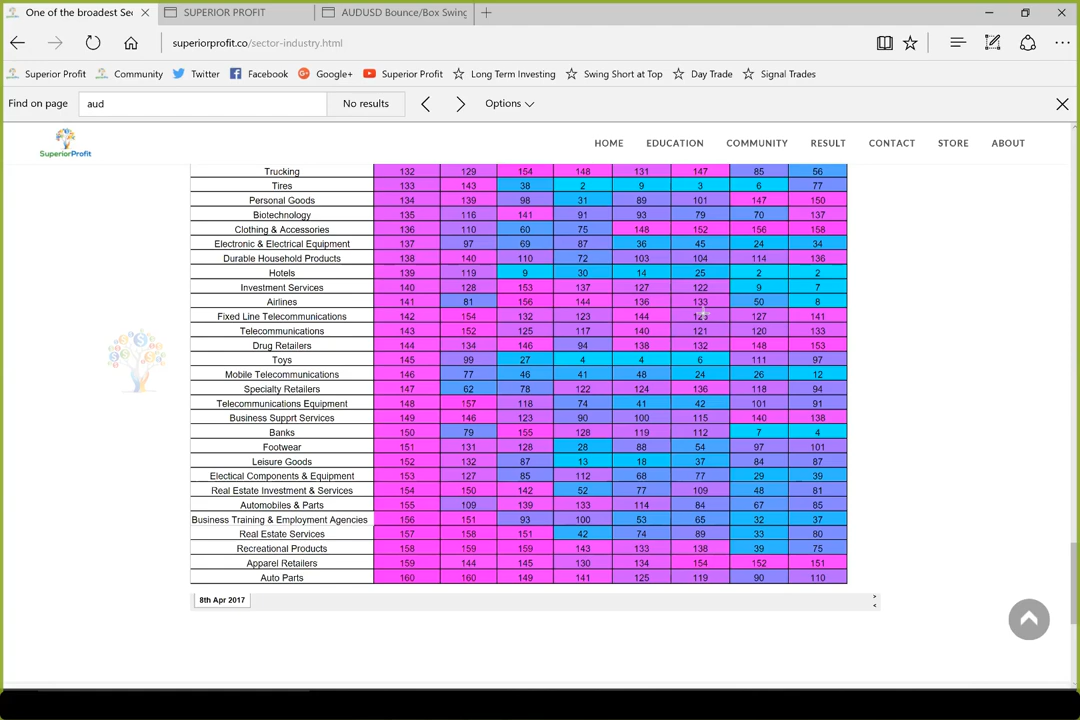 One of the broadest Sec
SUPERIOR PROFIT
AUDUSD Bounce/Box Swing
superiorprofit.co/sector-industry.html
Superior Profit Community Twitter Facebook Google+ Superior Profit Long Term Investing Swing Short at Top Day Trade Signal Trades
Find on page aud No results Options
SuperiorProfit
HOME EDUCATION COMMUNITY RESULT CONTACT STORE ABOUT
Trucking 132 129 154 148 131 147 85 56
Tires 133 143 38 2 9 3 6 77
Personal Goods 134 139 98 31 89 101 147 150
Biotechnology 135 116 141 91 93 79 70 137
Clothing & Accessories 136 110 60 75 148 152 156 158
Electronic & Electrical Equipment 137 97 69 87 36 45 24 34
Durable Household Products 138 140 110 72 103 104 114 136
Hotels 139 119 9 30 14 25 2 2
Investment Services 140 128 153 137 127 122 9 7
Airlines 141 81 156 144 136 133 50 8
Fixed Line Telecommunications 142 154 132 123 144 127 141
Telecommunications 143 152 125 117 140 121 120 133
Drug Retailers 144 134 146 94 138 132 148 153
Toys 145 99 27 4 4 6 111 97
Mobile Telecommunications 146 77 46 41 48 24 26 12
Specialty Retailers 147 62 78 122 124 136 118 94
Telecommunications Equipment 148 157 118 74 41 42 101 91
Business Supprt Services 149 146 123 90 100 115 140 138
Banks 150 79 155 128 119 112 7 4
Footwear 151 131 128 28 88 54 97 101
Leisure Goods 152 132 87 13 18 37 84 87
Electical Components & Equipment 153 127 85 112 68 77 29 39
Real Estate Investment & Services 154 150 142 52 77 109 48 81
Automobiles & Parts 155 109 139 133 114 84 67 85
Business Training & Employment Agencies 156 151 93 100 53 65 32 37
Real Estate Services 157 158 151 42 74 89 33 80
Recreational Products 158 159 159 143 133 138 39 75
Apparel Retailers 159 144 145 130 134 154 152 151
Auto Parts 160 160 149 141 125 119 90 110
8th Apr 2017